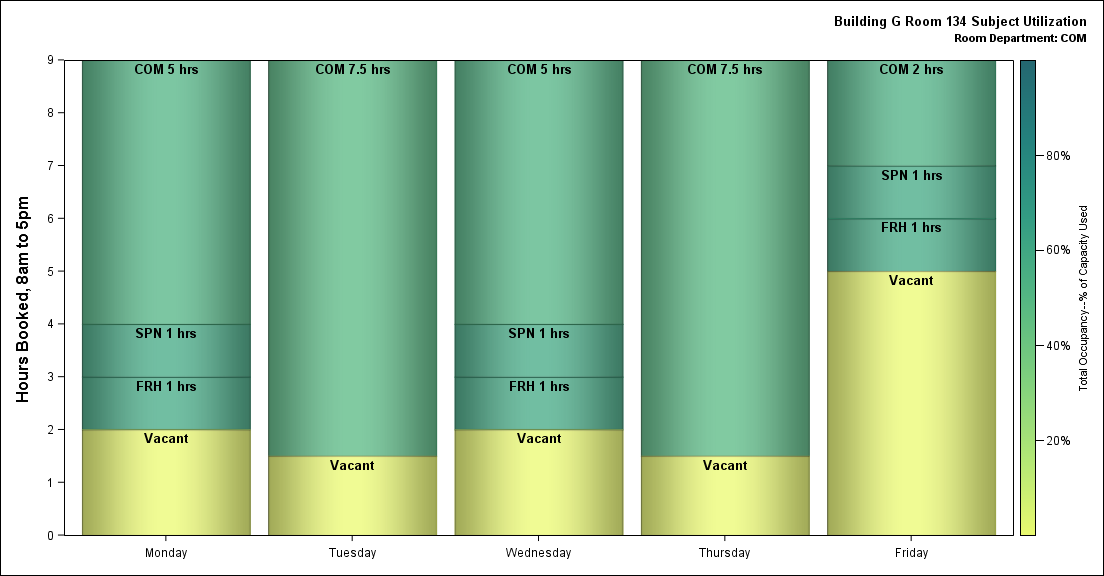 Building G Room 134 Subject Utilization
Room Department: COM
Hours Booked, 8am to 5pm
9
8
7
6
5
4
3
2
1
0
COM 5 hrs
SPN 1 hrs
FRH 1 hrs
Vacant
COM 7.5 hrs
Vacant
COM 5 hrs
SPN 1 hrs
FRH 1 hrs
Vacant
COM 7.5 hrs
Vacant
COM 2 hrs
SPN 1 hrs
FRH 1 hrs
Vacant
Monday
Tuesday
Wednesday
Thursday
Friday
80%
60%
40%
20%
Total Occupancy--% of Capacity Used